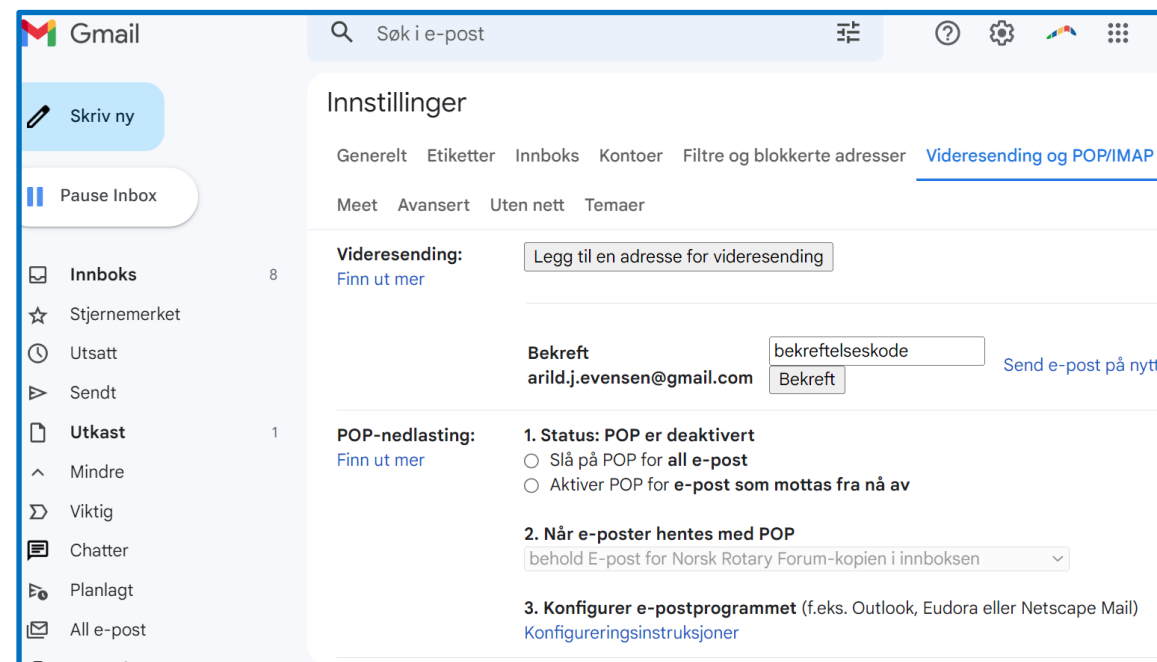 Gmail
Søk i e-post
Skriv ny
Pause Inbox
Innboks 8
Stjernemerket
Utsatt
Sendt
Utkast 1
Mindre
Viktig
Chatter
Planlagt
All e-post
Innstillinger
Generelt Etiketter Innboks Kontoer Filtre og blokkerte adresser Videresending og POP/IMAP
Meet Avansert Uten nett Temaer
Videresending:
Finn ut mer
Legg til en adresse for videresending
Bekreft
arild.j.evensen@gmail.com
bekreftelseskode
Bekreft
Send e-post på nytt
POP-nedlasting:
Finn ut mer
1. Status: POP er deaktivert
Slå på POP for all e-post
Aktiver POP for e-post som mottas fra nå av
2. Når e-poster hentes med POP
behold E-post for Norsk Rotary Forum-kopien i innboksen
3. Konfigurer e-postprogrammet (f.eks. Outlook, Eudora eller Netscape Mail)
Konfigureringsinstruksjoner